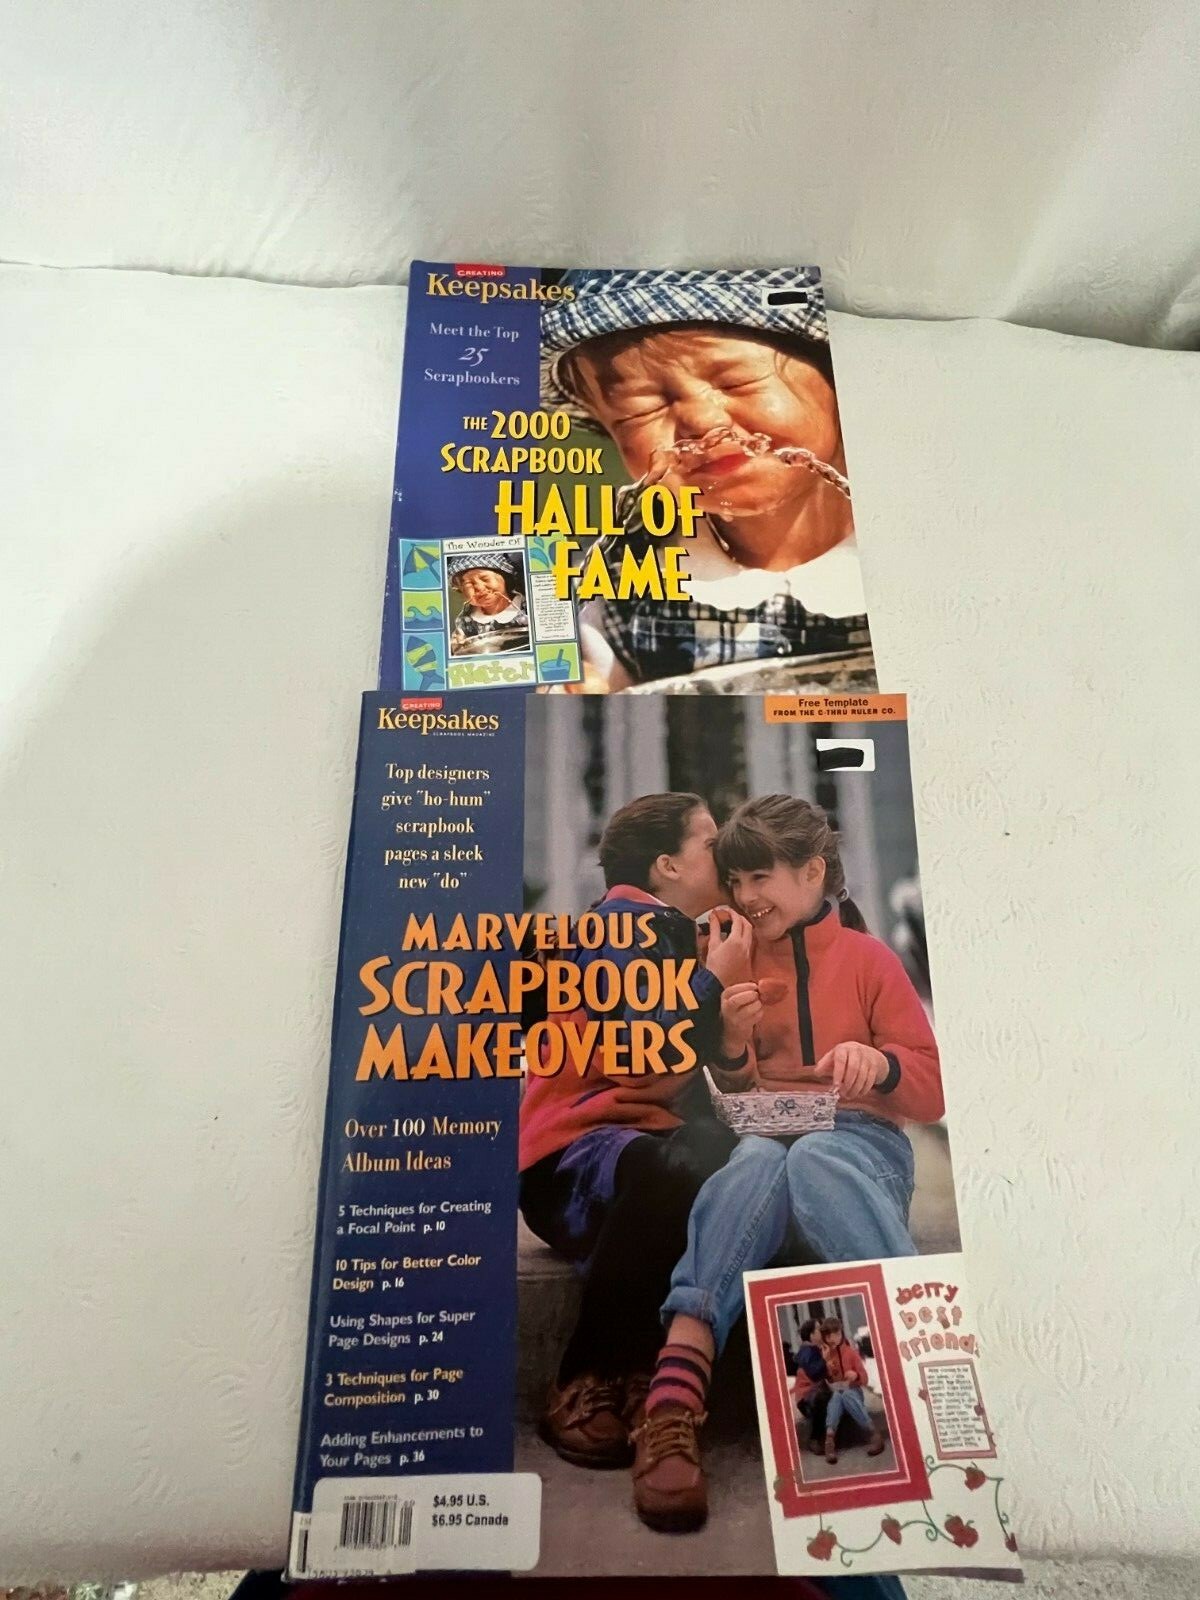 CREATING
Keepsakes
Meet the Top
25
Scrapbookers
THE 2000
SCRAPBOOK
HALL OF
FAME
The Wonder Of
Water
CREATING
Keepsakes
SCRAPBOOK MAGAZINE
Free Template
FROM THE C-THRU RULER CO.
Top designers
give "ho-hum"
scrapbook
pages a sleek
new "do"
MARVELOUS
SCRAPBOOK
MAKEOVERS
Over 100 Memory
Album Ideas
5 Techniques for Creating
a Focal Point p. 10
10 Tips for Better Color
Design p. 16
Using Shapes for Super
Page Designs p. 24
3 Techniques for Page
Composition p. 30
Adding Enhancements to
Your Pages p. 36
berry
best
friends
$4.95 U.S.
$6.95 Canada